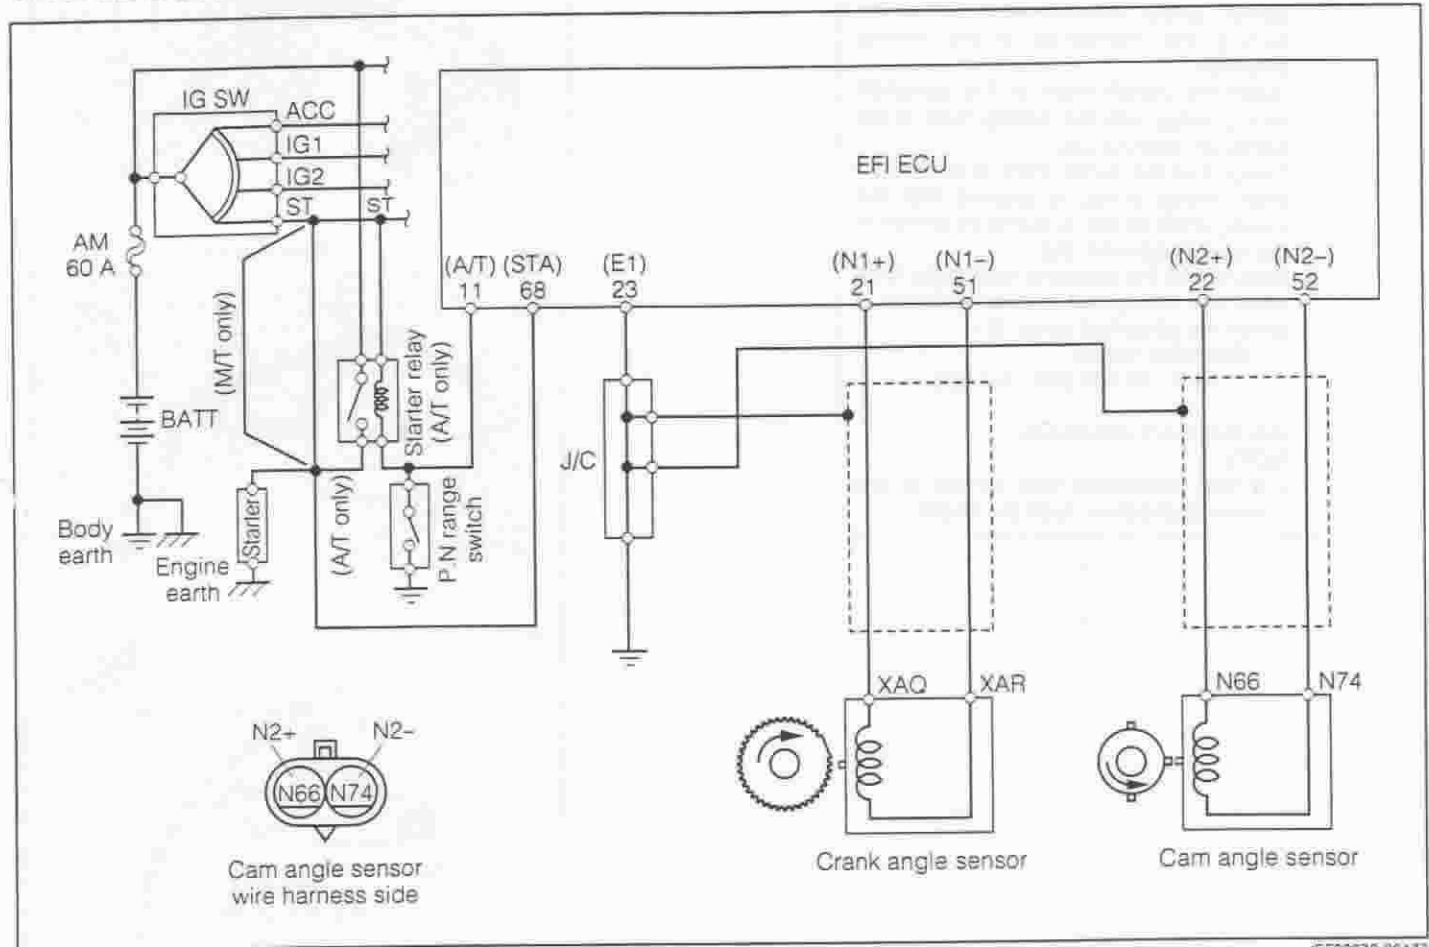 IG SW
ACC
IG1
IG2
ST
ST
AM
60 A
EFI ECU
(A/T) (STA)
11
68
(E1)
23
(N1+)
21
(N1–)
51
(N2+)
22
(N2–)
52
(M/T only)
BATT
Starter relay
(A/T only)
J/C
Starter
(A/T only)
P.N range
switch
Body
earth
Engine
earth
XAQ
XAR
N66
N74
N2+
N2–
N66
N74
Cam angle sensor
wire harness side
Crank angle sensor
Cam angle sensor